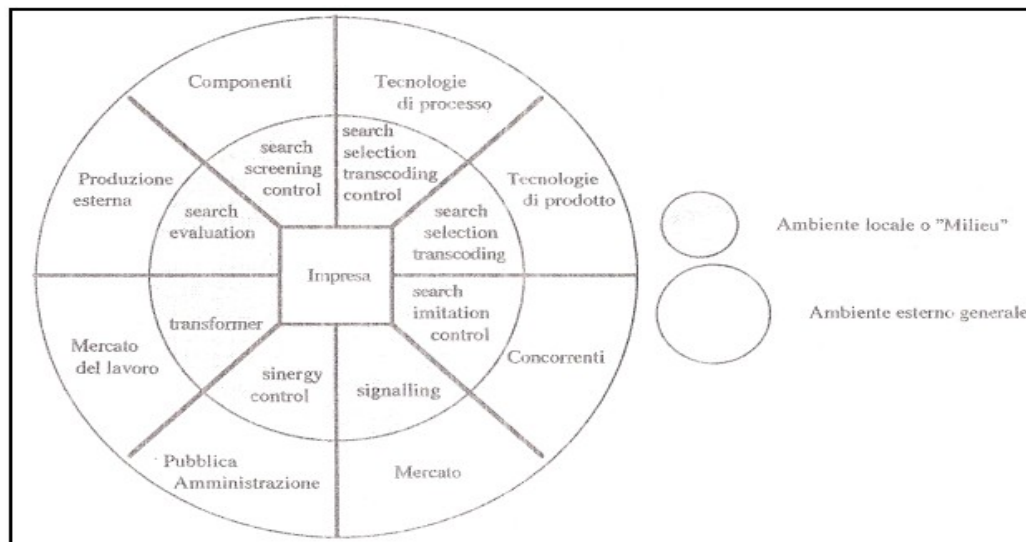 Componenti
Tecnologie
di processo
search
screening
control
search
selection
transcoding
control
Produzione
esterna
Tecnologie
di prodotto
search
evaluation
search
selection
transcoding
Impresa
Ambiente locale o "Milieu"
Ambiente esterno generale
transformer
search
imitation
control
Mercato
del lavoro
Concorrenti
sinergy
control
signalling
Pubblica
Amministrazione
Mercato